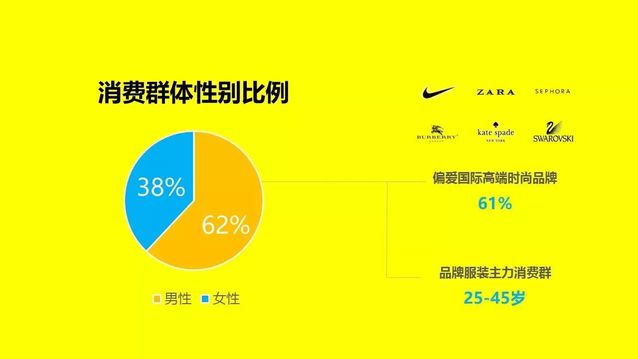 消费群体性别比例
ZARA
SEPHORA
BURBERRY
kate spade
NEW YORK
SWAROVSKI
38%
62%
偏爱国际高端时尚品牌
61%
品牌服装主力消费群
25-45岁
男性
女性